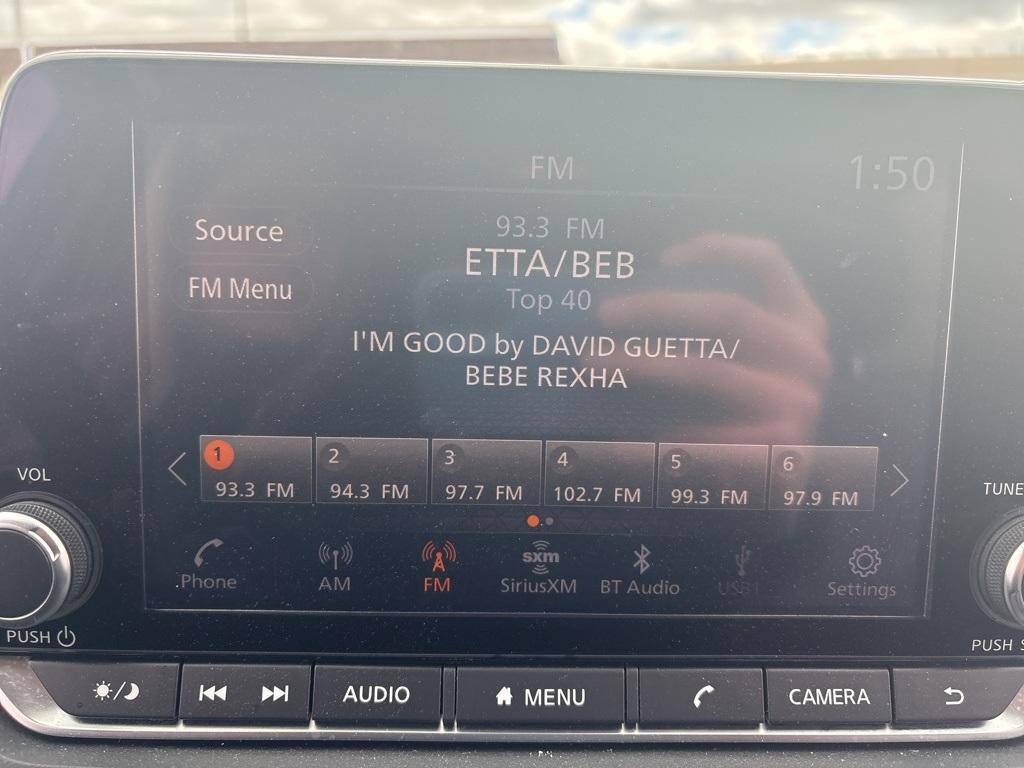 FM
1:50
Source
FM Menu
93.3 FM
ETTA/BEB
Top 40
I'M GOOD by DAVID GUETTA/
BEBE REXHA
1 2 3 4 5 6
93.3 FM 94.3 FM 97.7 FM 102.7 FM 99.3 FM 97.9 FM
VOL
TUNE
sxm
Phone AM FM SiriusXM BT Audio USB1 Settings
PUSH
PUSH S
AUDIO MENU CAMERA